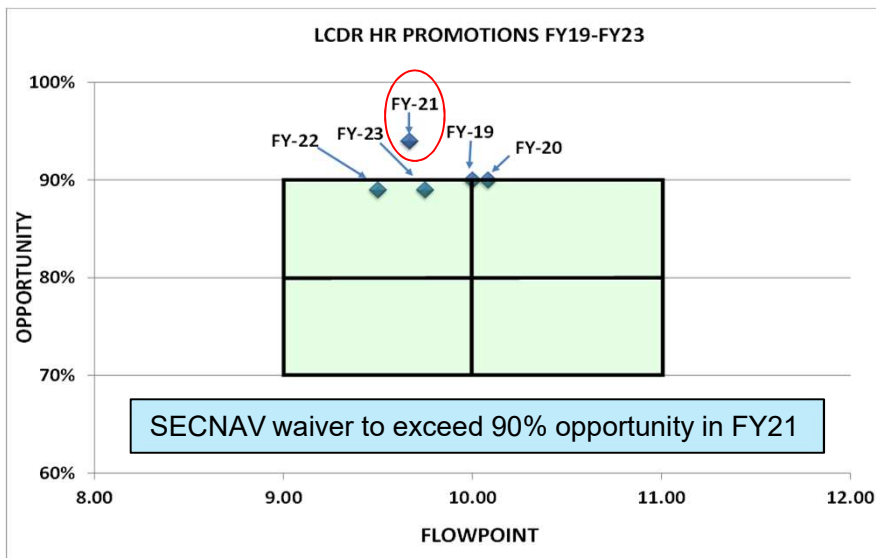 LCDR HR PROMOTIONS FY19-FY23
100%
FY-21
FY-22
FY-23
FY-19
FY-20
90%
OPPORTUNITY
80%
70%
SECNAV waiver to exceed 90% opportunity in FY21
60%
8.00
9.00
10.00
11.00
12.00
FLOWPOINT